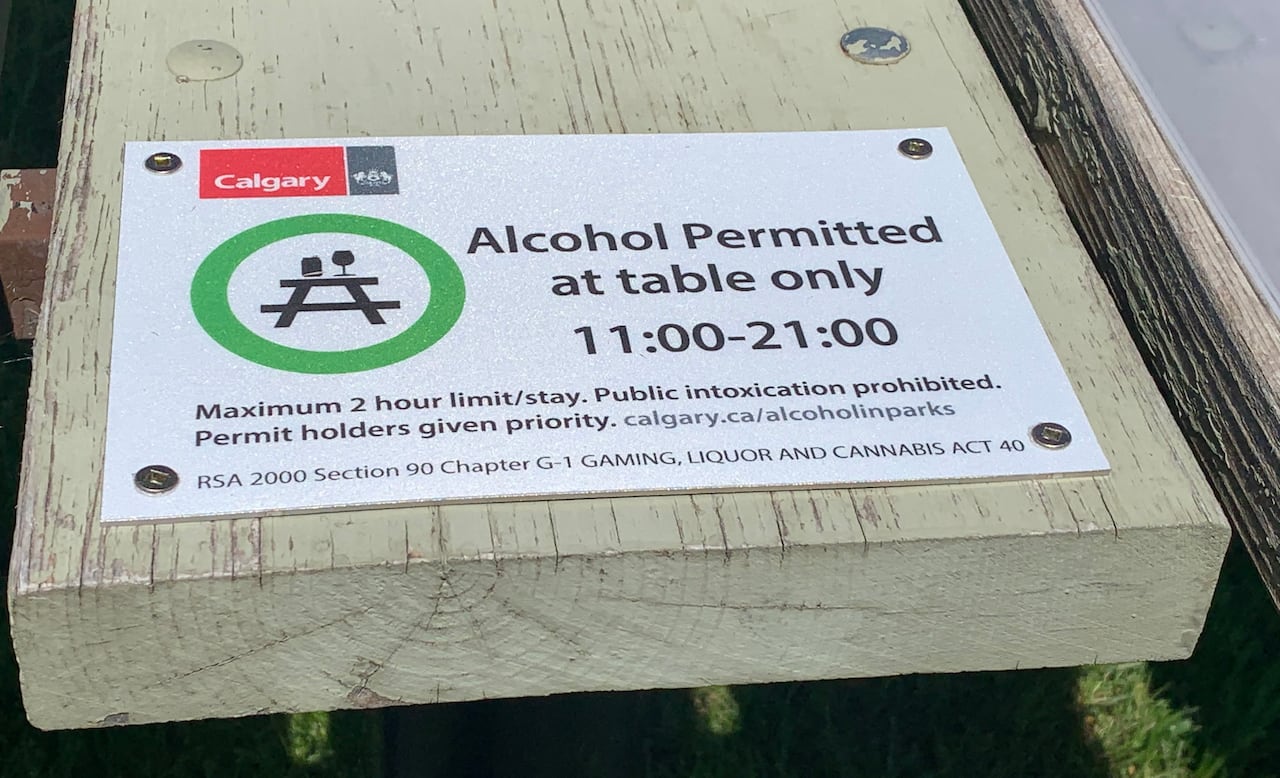 Calgary
Alcohol Permitted
at table only
11:00-21:00
Maximum 2 hour limit/stay. Public intoxication prohibited.
Permit holders given priority. calgary.ca/alcoholinparks
RSA 2000 Section 90 Chapter G-1 GAMING, LIQUOR AND CANNABIS ACT 40